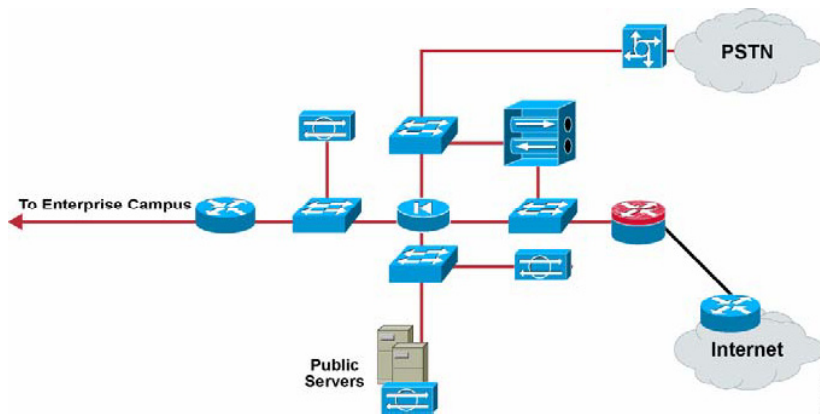 PSTN
To Enterprise Campus
Public
Servers
Internet